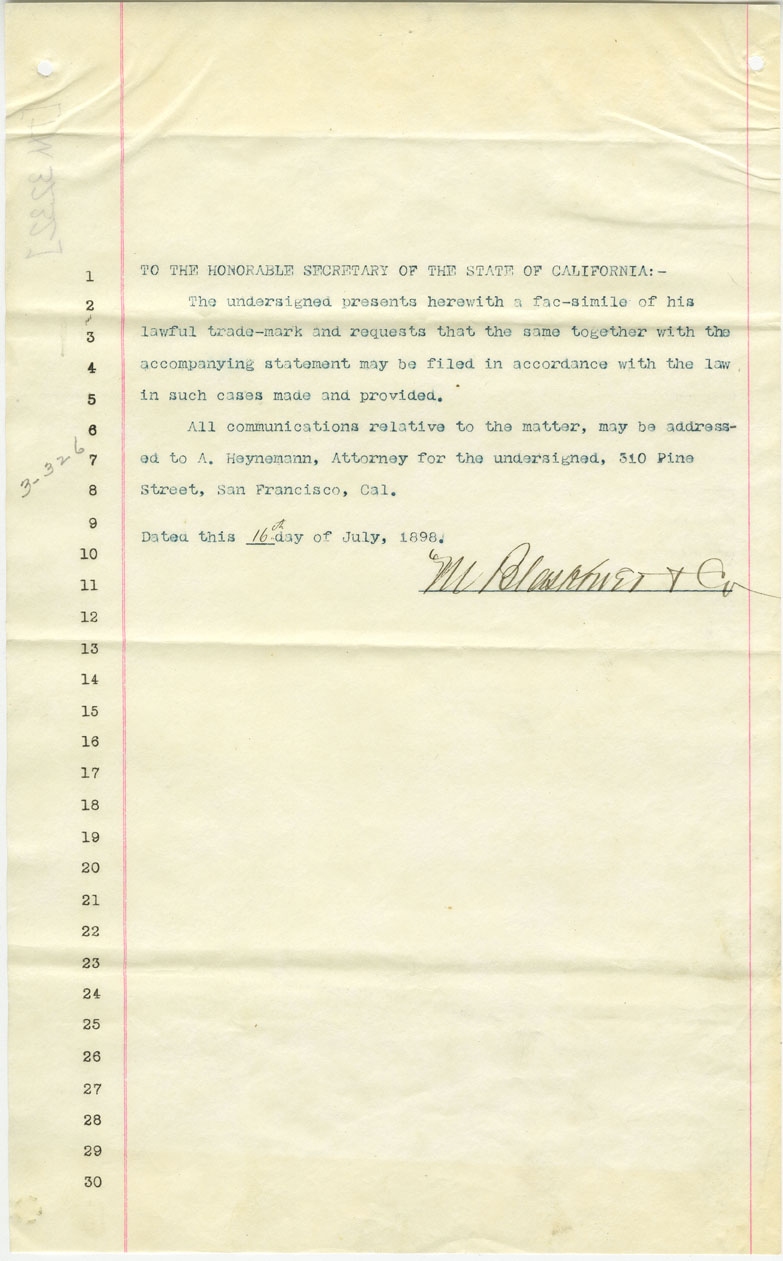 1 TO THE HONORABLE SECRETARY OF THE STATE OF CALIFORNIA:-
2 The undersigned presents herewith a fac-simile of his
3 lawful trade-mark and requests that the same together with the
4 accompanying statement may be filed in accordance with the law
5 in such cases made and provided.
6 All communications relative to the matter, may be address-
7 ed to A. Heynemann, Attorney for the undersigned, 310 Pine
8 Street, San Francisco, Cal.
3-326
9 Dated this 16th day of July, 1898.
10
11 M Blaskower & Co
12
13
14
15
16
17
18
19
20
21
22
23
24
25
26
27
28
29
30